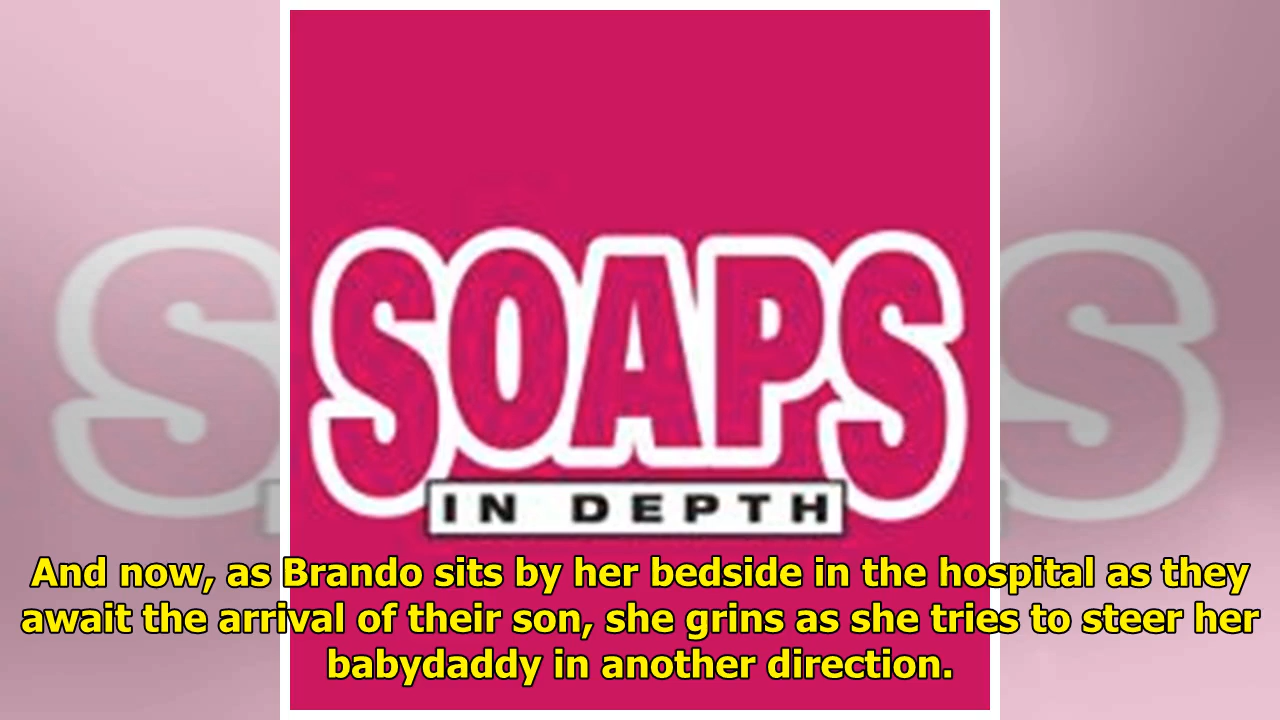 SOAPS
IN DEPTH
And now, as Brando sits by her bedside in the hospital as they
await the arrival of their son, she grins as she tries to steer her
babydaddy in another direction.